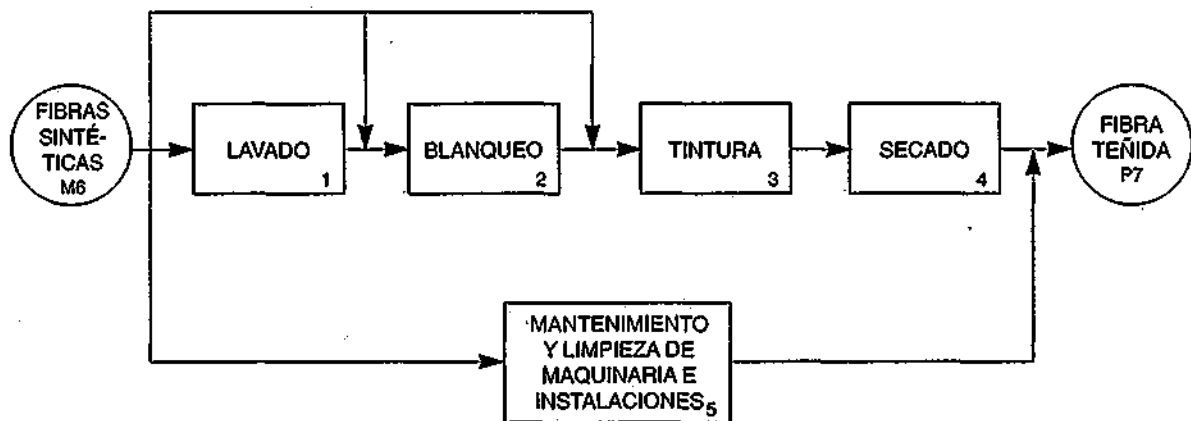 FIBRAS
SINTÉ-
TICAS
M6
LAVADO
1
BLANQUEO
2
TINTURA
3
SECADO
4
FIBRA
TEÑIDA
P7
MANTENIMIENTO
Y LIMPIEZA DE
MAQUINARIA E
INSTALACIONES 5